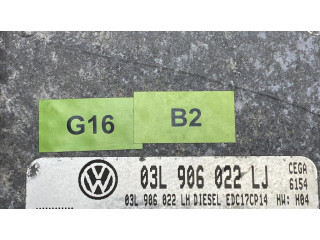 G16 B2
03L 906 022 LJ CEGA
6154
03L 906 022 LH DIESEL EDC17CP14 HW: H04